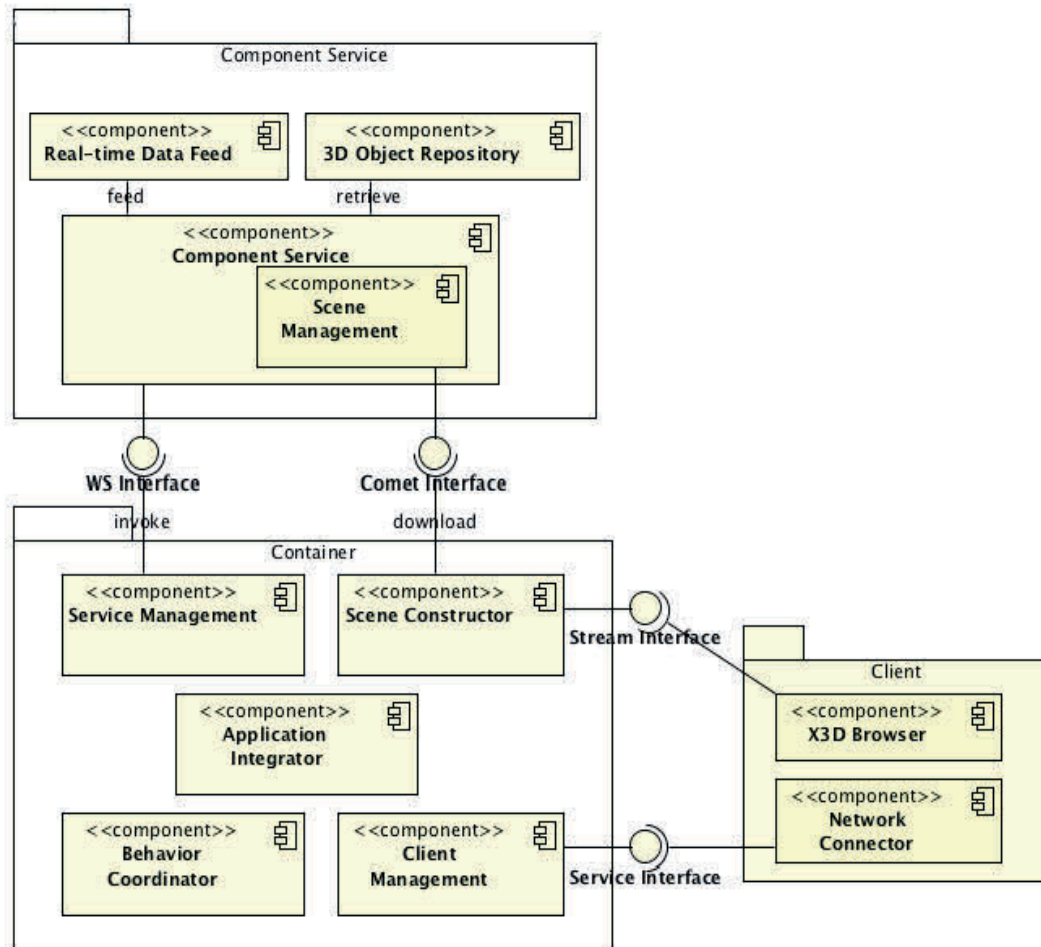 Component Service
<<component>>
Real-time Data Feed
<<component>>
3D Object Repository
feed
retrieve
<<component>>
Component Service
<<component>>
Scene
Management
WS Interface
Comet Interface
invoke
download
Container
<<component>>
Service Management
<<component>>
Scene Constructor
Stream Interface
Client
<<component>>
X3D Browser
<<component>>
Application
Integrator
<<component>>
Network
Connector
<<component>>
Behavior
Coordinator
<<component>>
Client
Management
Service Interface